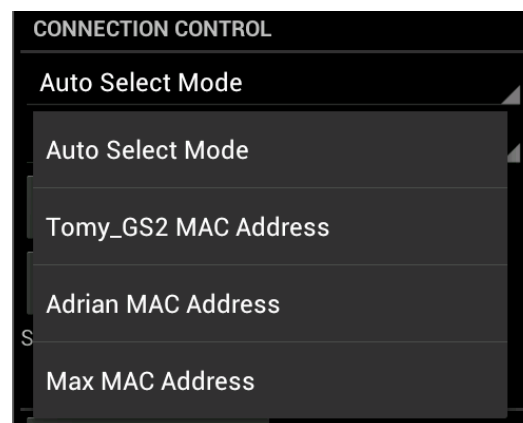 CONNECTION CONTROL
Auto Select Mode
Auto Select Mode
Tomy_GS2 MAC Address
Adrian MAC Address
S
Max MAC Address